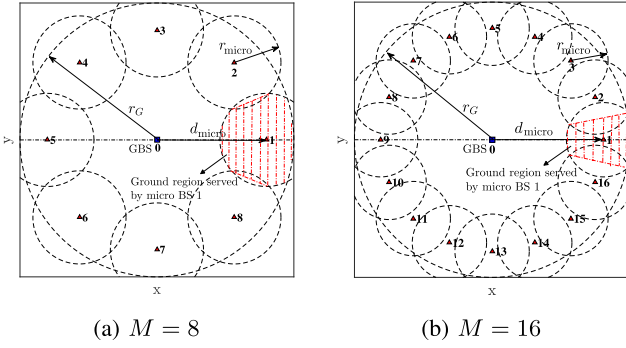 3
4
r_micro
2
r_G
d_micro
y
5
GBS
0
1
Ground region served
by micro BS 1
6
8
7
x
(a) M = 8
5
6
4
r_micro
7
3
r_G
8
2
d_micro
y
9
GBS
0
1
Ground region served
by micro BS 1
10
16
11
15
12
14
13
x
(b) M = 16